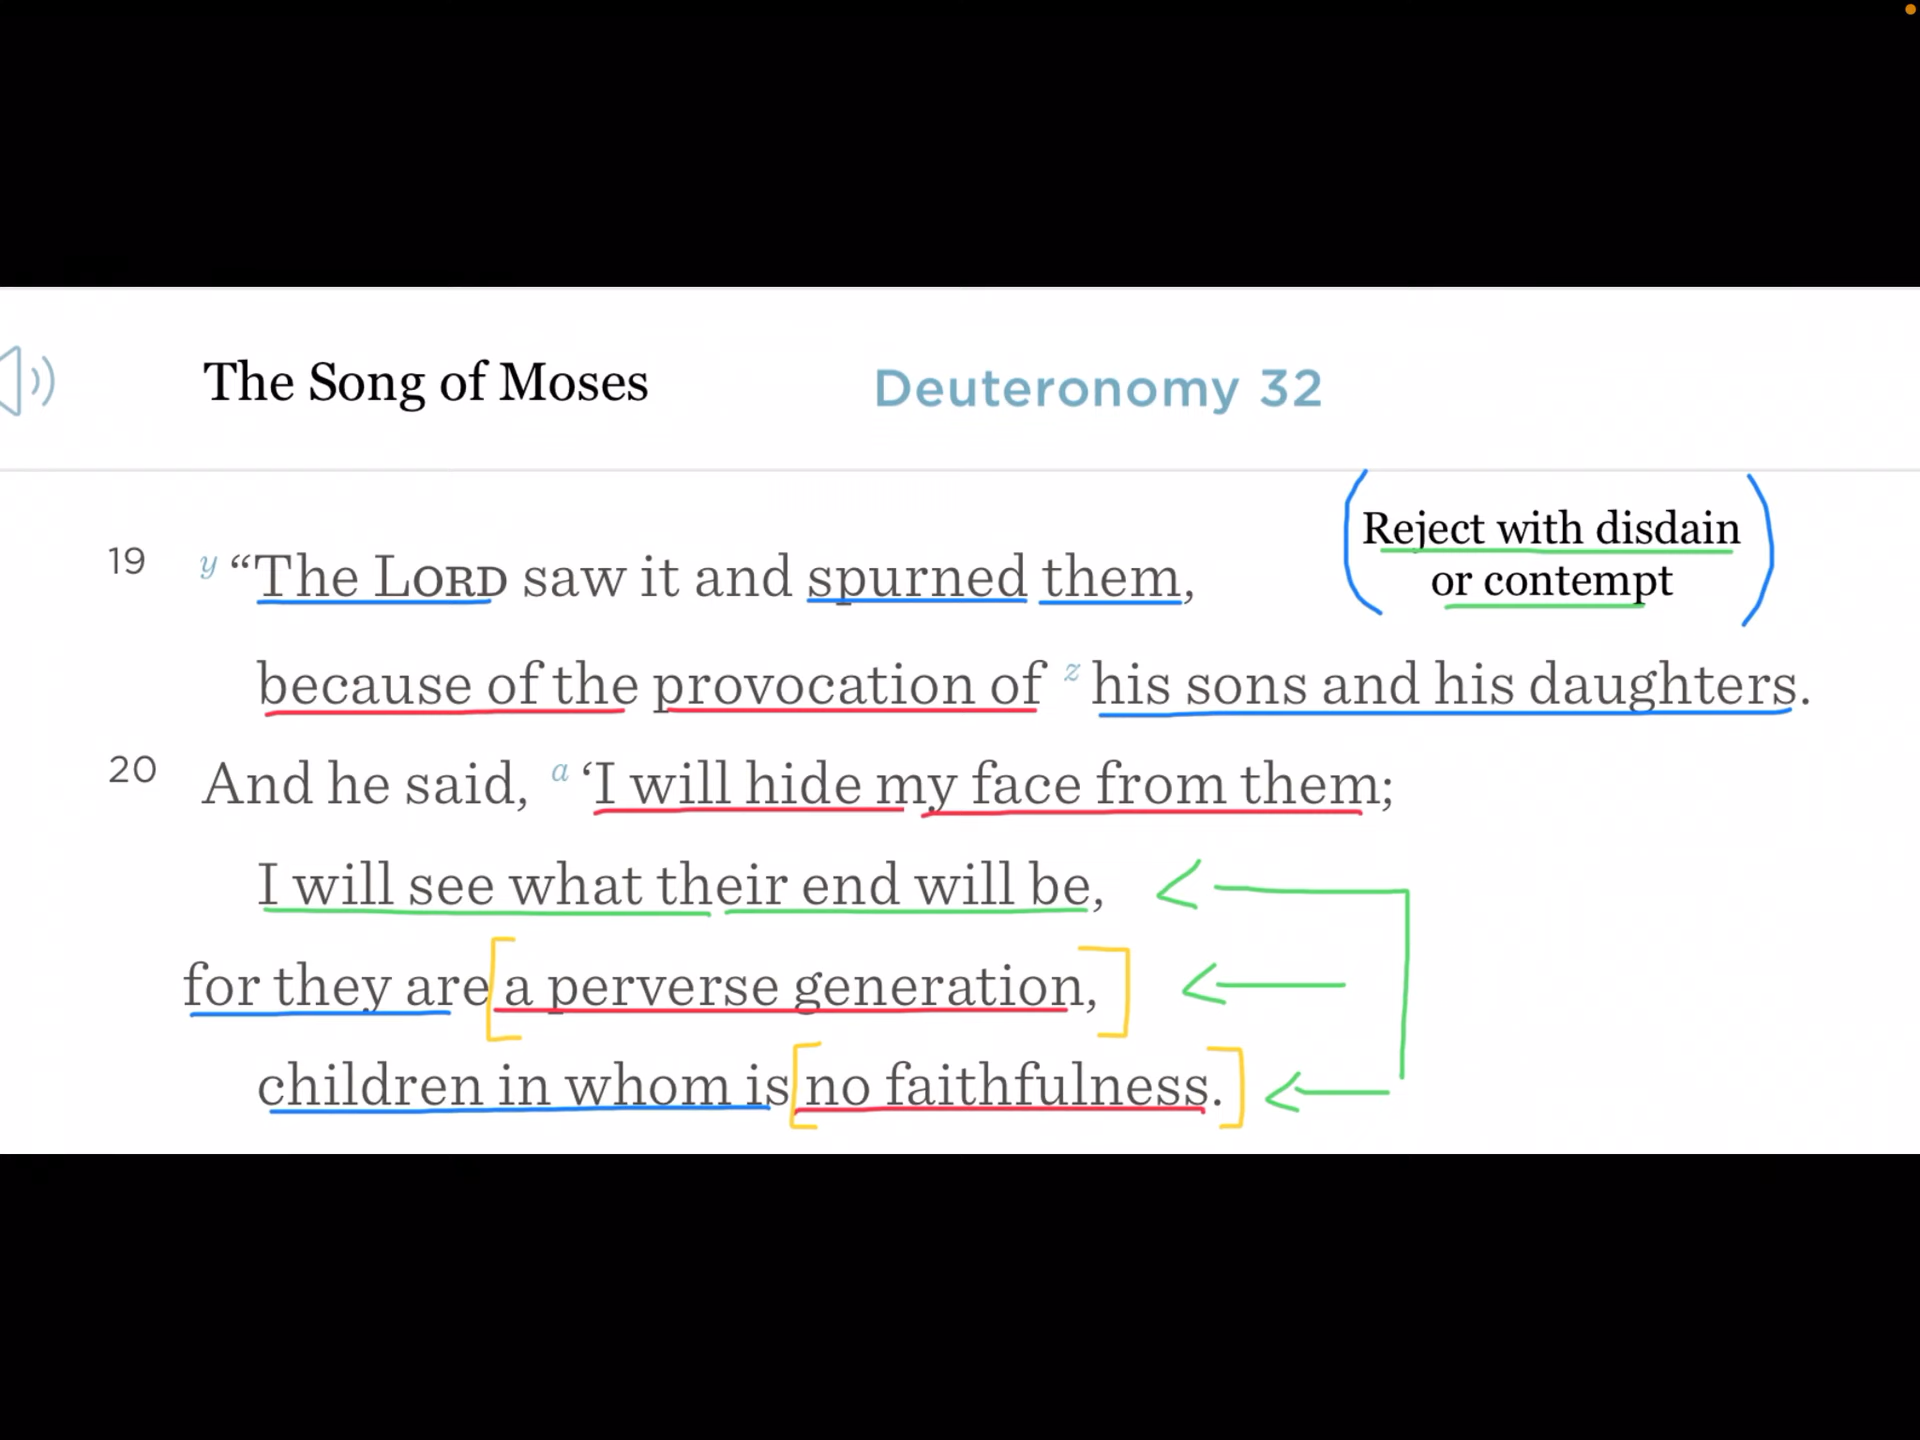 The Song of Moses Deuteronomy 32
Reject with disdain
or contempt
19 y “The LORD saw it and spurned them,
because of the provocation of z his sons and his daughters.
20 And he said, a ‘I will hide my face from them;
I will see what their end will be,
for they are a perverse generation,
children in whom is no faithfulness.